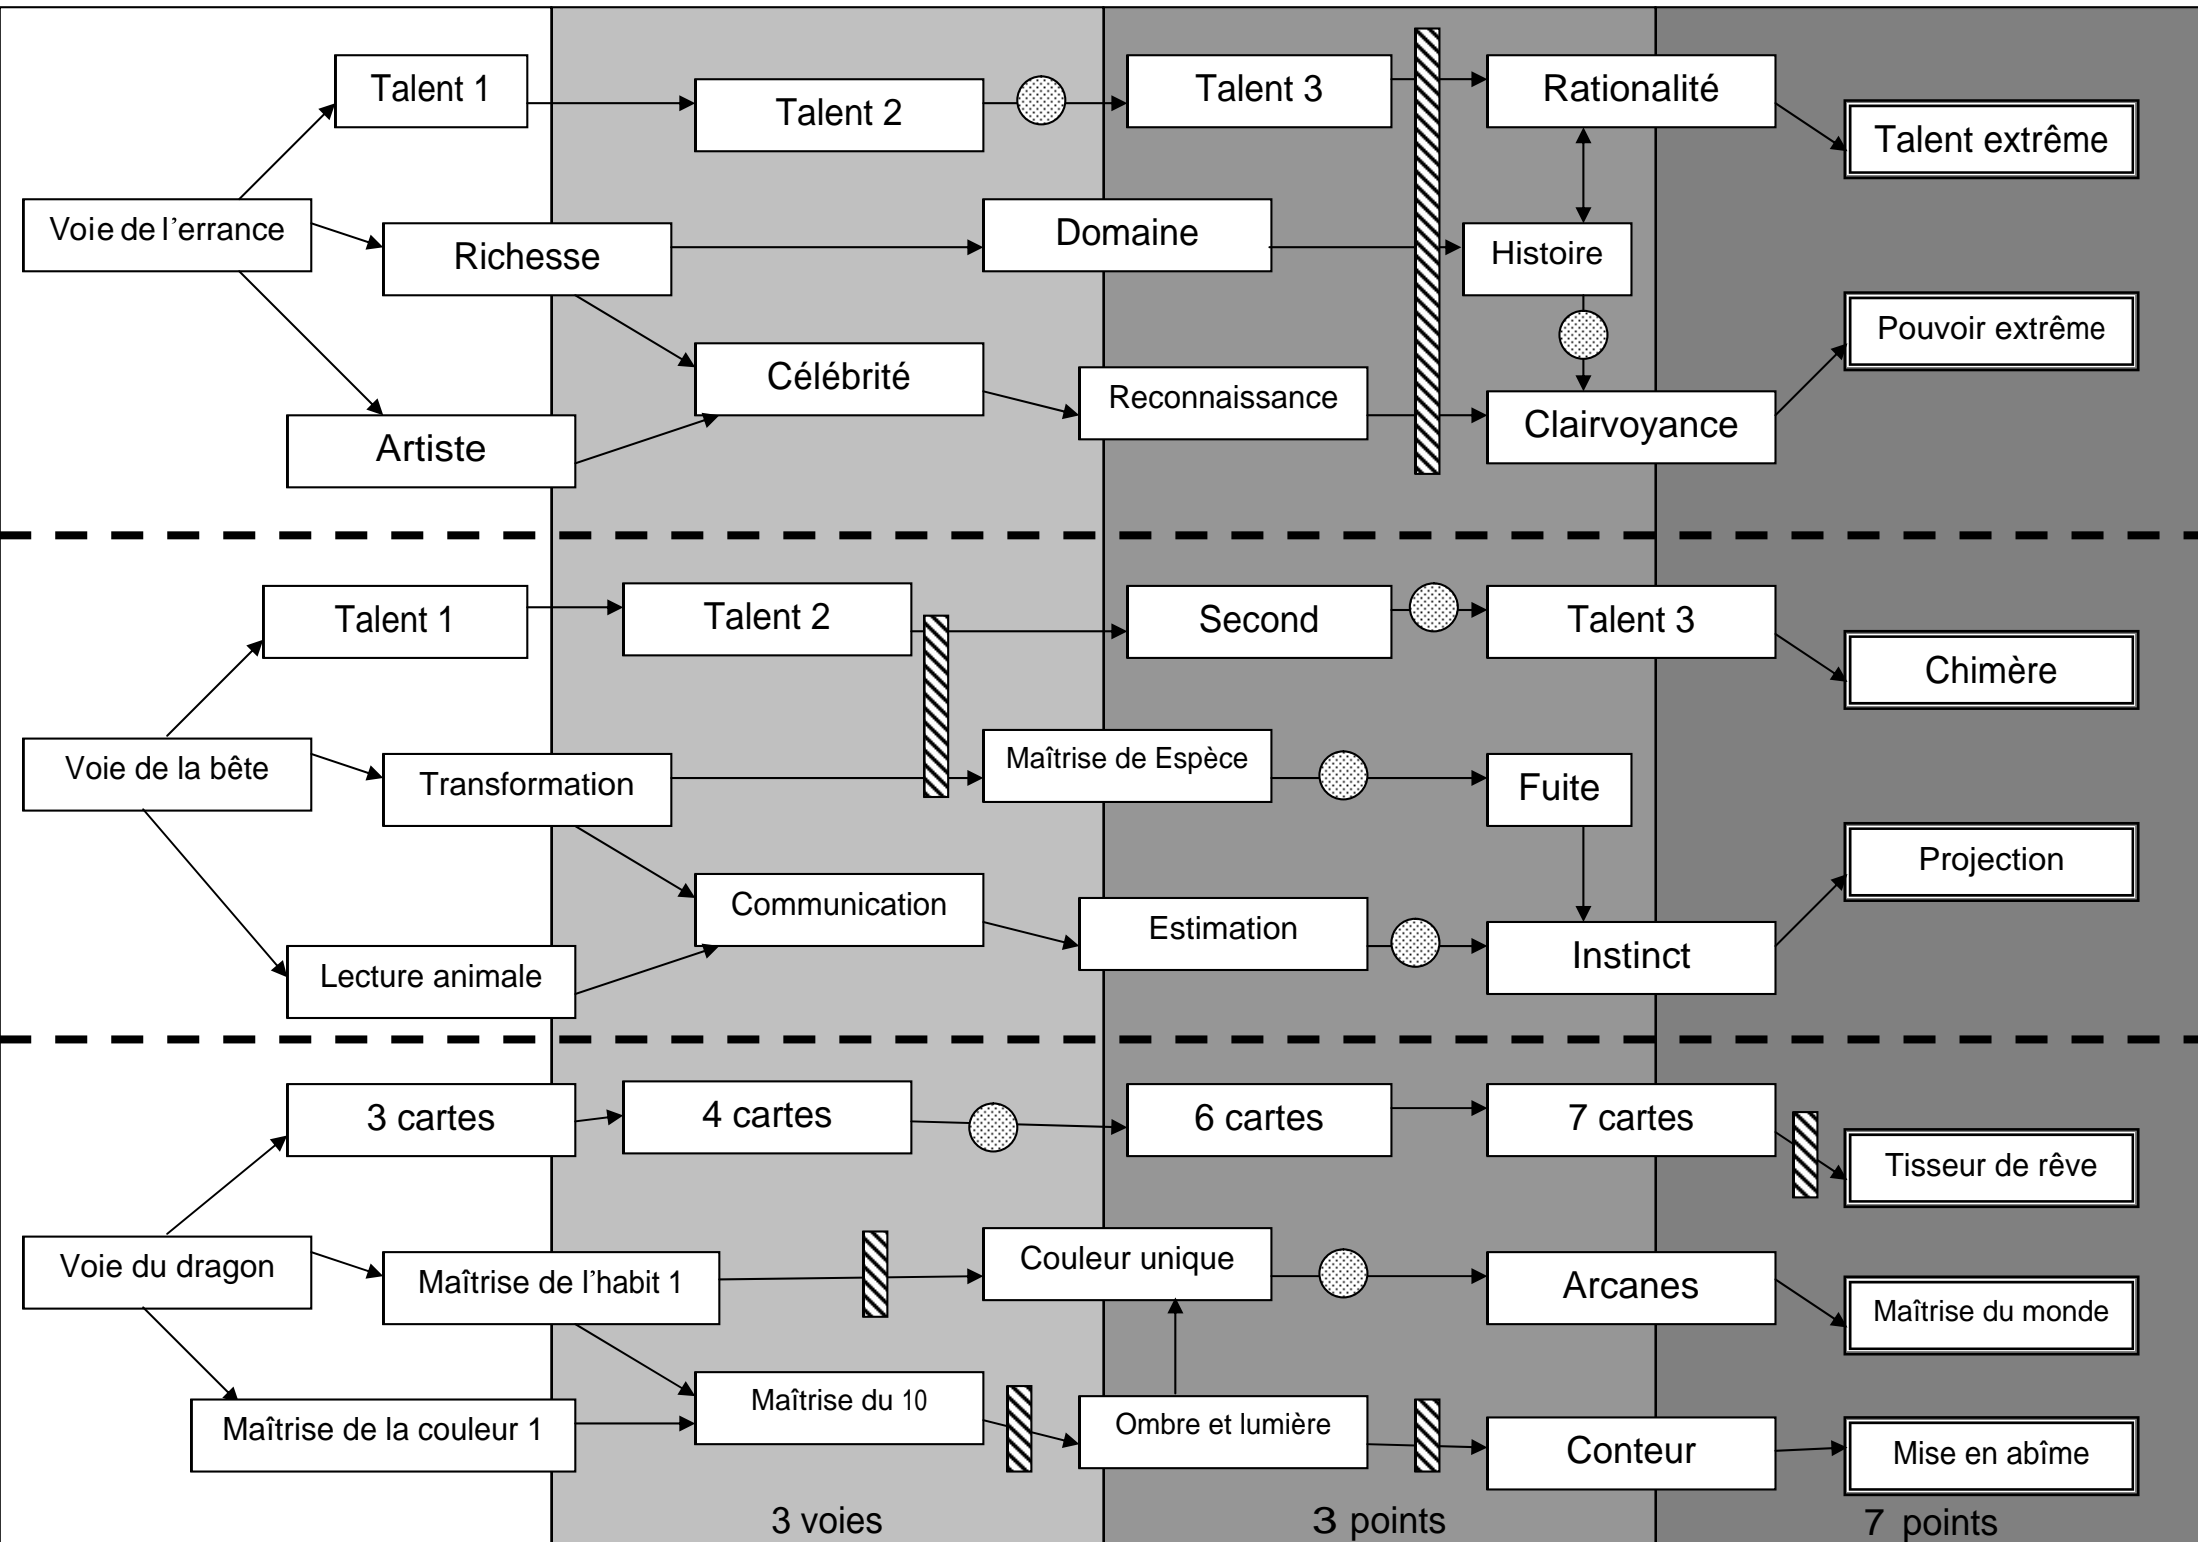 Talent 1
Talent 2
Talent 3
Rationalité
Talent extrême
Voie de l'errance
Richesse
Domaine
Histoire
Pouvoir extrême
Célébrité
Reconnaissance
Clairvoyance
Artiste
Talent 1
Talent 2
Second
Talent 3
Chimère
Voie de la bête
Transformation
Maîtrise de Espèce
Fuite
Projection
Communication
Estimation
Instinct
Lecture animale
3 cartes
4 cartes
6 cartes
7 cartes
Tisseur de rêve
Voie du dragon
Maîtrise de l'habit 1
Couleur unique
Arcanes
Maîtrise du monde
Maîtrise de la couleur 1
Maîtrise du 10
Ombre et lumière
Conteur
Mise en abîme
3 voies
3 points
7 points